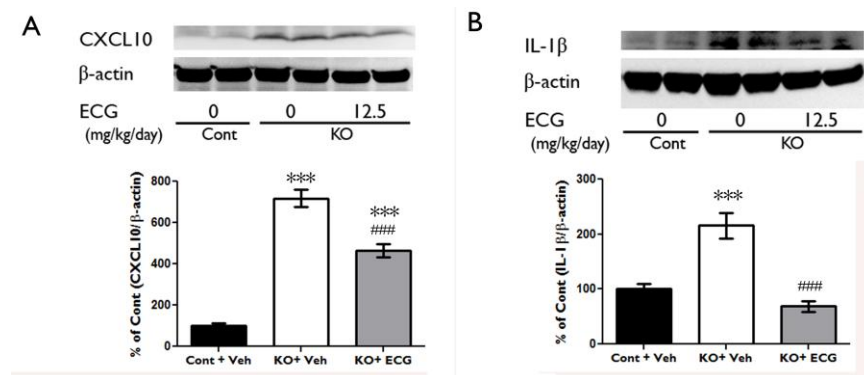 A
CXCL10
β-actin
ECG 0 0 12.5
(mg/kg/day) Cont KO
% of Cont (CXCL10/β-actin)
800
600
400
200
0
***
***
###
Cont + Veh KO+ Veh KO+ ECG
B
IL-1β
β-actin
ECG 0 0 12.5
(mg/kg/day) Cont KO
% of Cont (IL-1β/β-actin)
300
200
100
0
***
###
Cont + Veh KO+ Veh KO+ ECG